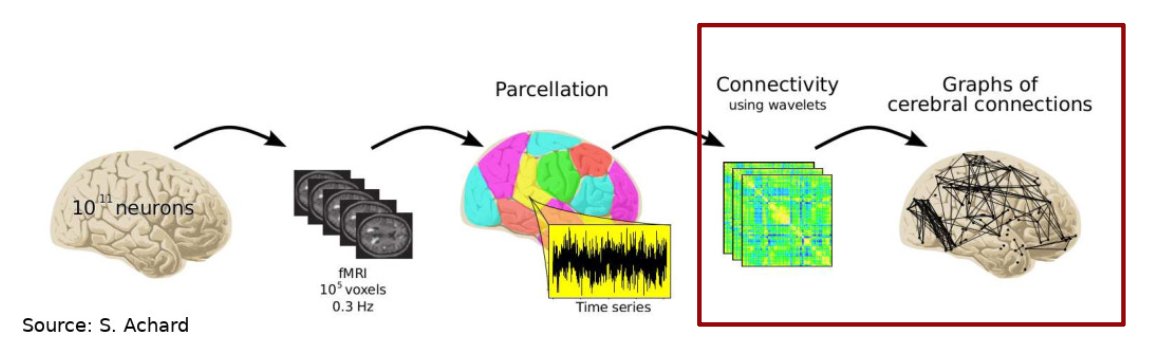 10^11 neurons
fMRI
10^5 voxels
0.3 Hz
Parcellation
Time series
Connectivity
using wavelets
Graphs of
cerebral connections
Source: S. Achard